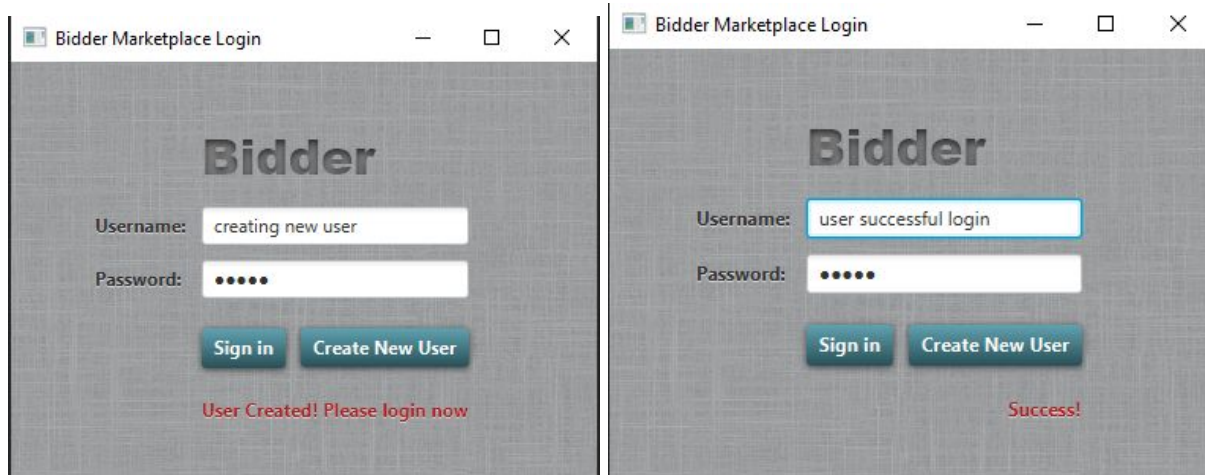 Bidder Marketplace Login
Bidder
Username: creating new user
Password: •••••
Sign in Create New User
User Created! Please login now
Bidder Marketplace Login
Bidder
Username: user successful login
Password: •••••
Sign in Create New User
Success!